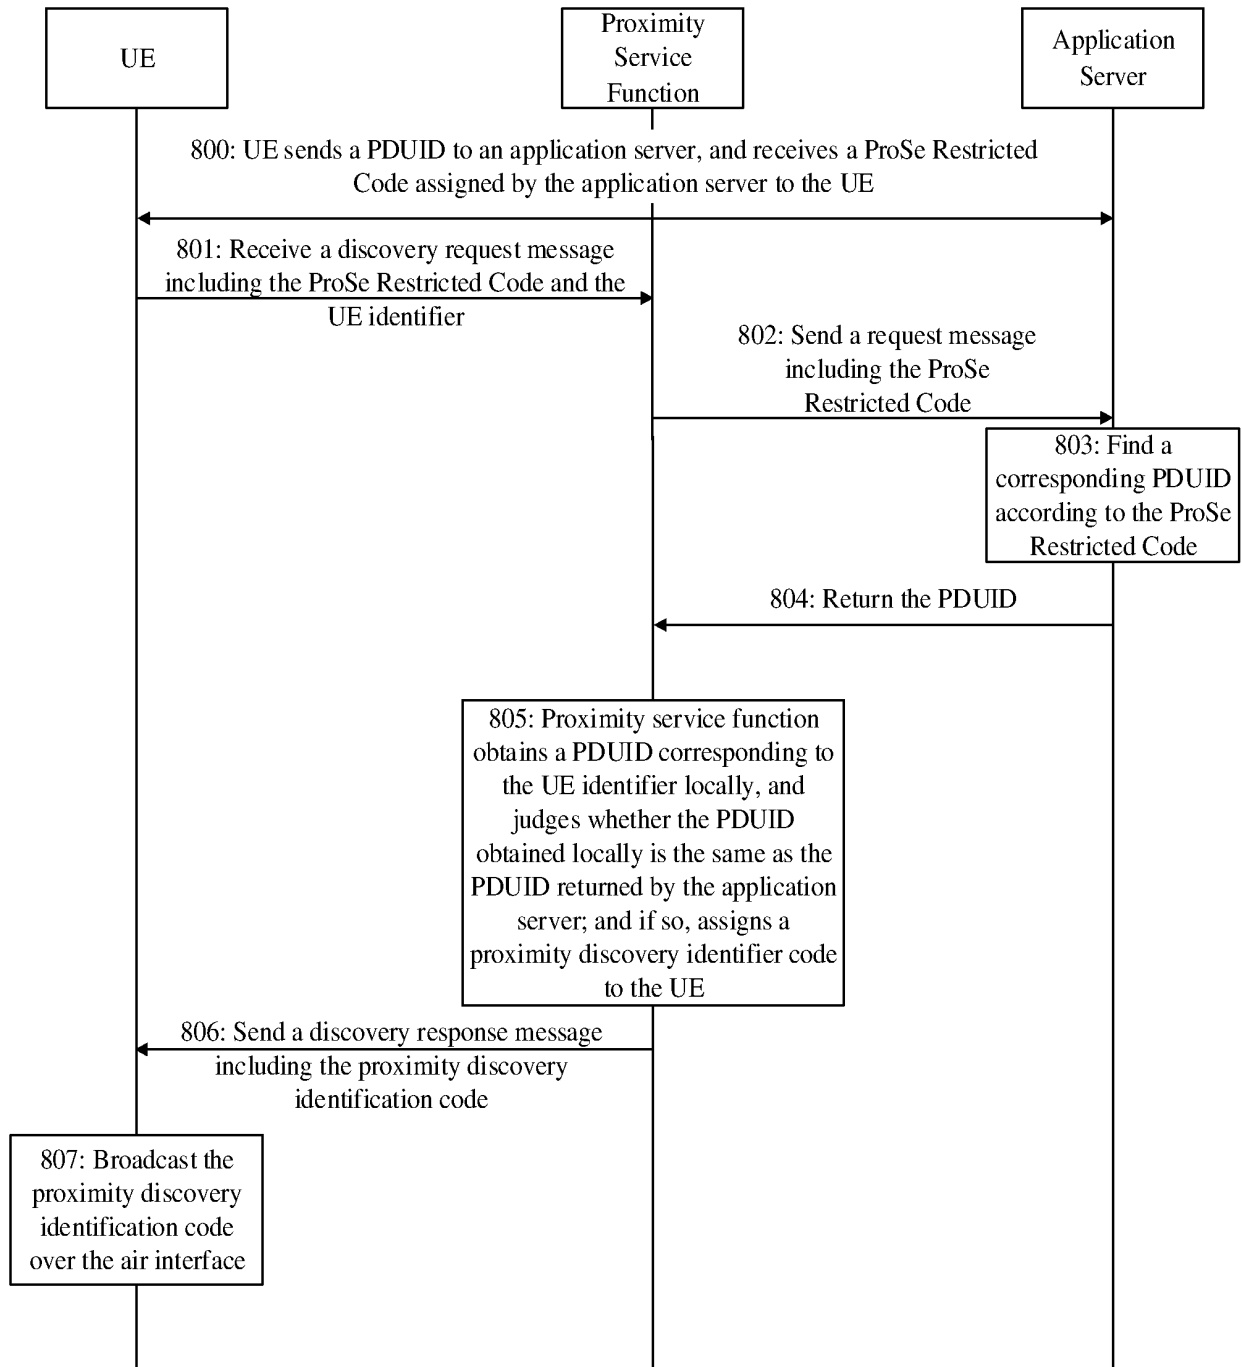 UE
Proximity
Service
Function
Application
Server
800: UE sends a PDUID to an application server, and receives a ProSe Restricted
Code assigned by the application server to the UE
801: Receive a discovery request message
including the ProSe Restricted Code and the
UE identifier
802: Send a request message
including the ProSe
Restricted Code
803: Find a
corresponding PDUID
according to the ProSe
Restricted Code
804: Return the PDUID
805: Proximity service function
obtains a PDUID corresponding to
the UE identifier locally, and
judges whether the PDUID
obtained locally is the same as the
PDUID returned by the application
server; and if so, assigns a
proximity discovery identifier code
to the UE
806: Send a discovery response message
including the proximity discovery
identification code
807: Broadcast the
proximity discovery
identification code
over the air interface